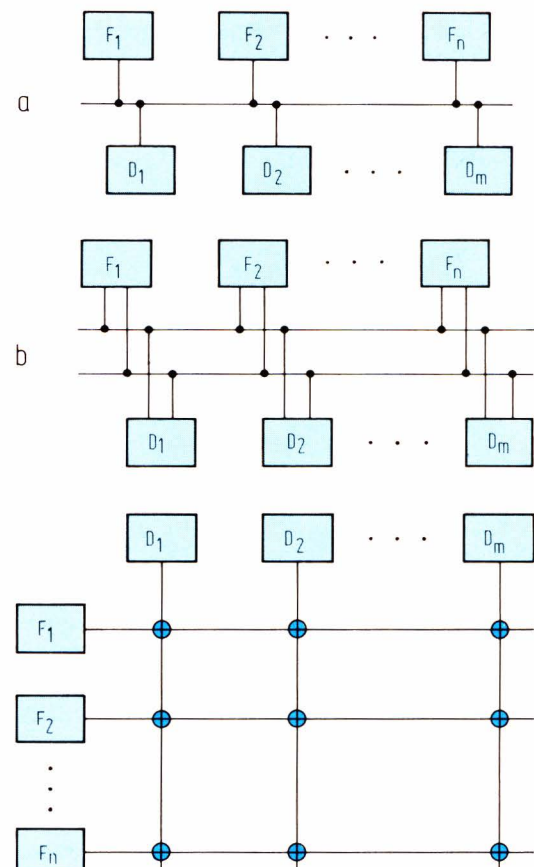 F1 F2 . . . Fn
a
D1 D2 . . . Dm
F1 F2 . . . Fn
b
D1 D2 . . . Dm
D1 D2 . . . Dm
F1
F2
.
.
.
Fn